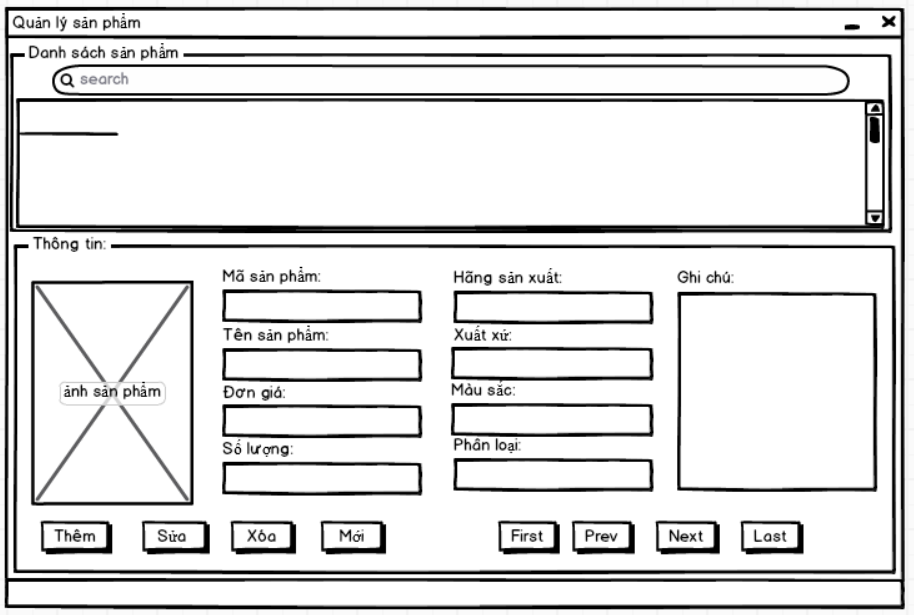 Quản lý sản phẩm
Danh sách sản phẩm
search
Thông tin:
ảnh sản phẩm
Mã sản phẩm:
Tên sản phẩm:
Đơn giá:
Số lượng:
Hãng sản xuất:
Xuất xứ:
Màu sắc:
Phân loại:
Ghi chú:
Thêm Sửa Xóa Mới First Prev Next Last